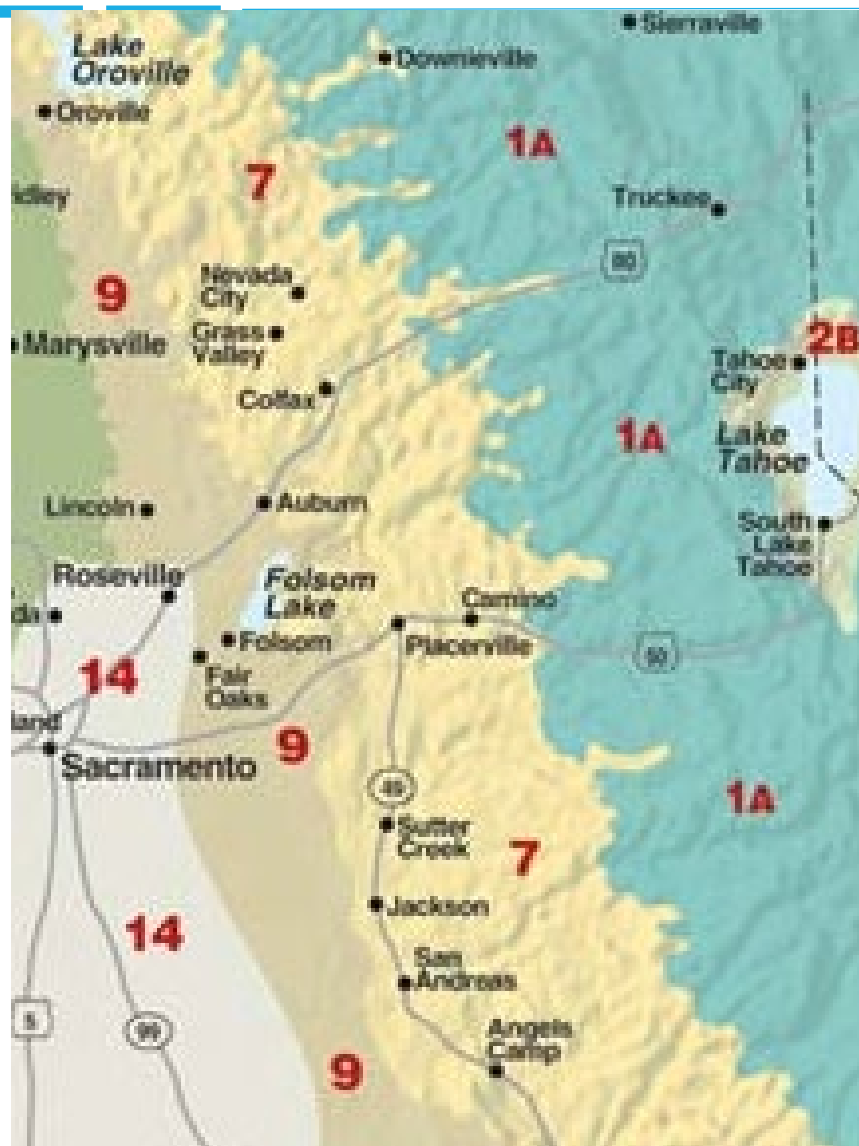 Lake
Oroville
Sierraville
Downieville
Oroville
1A
7
Truckee
80
Nevada
City
9
2B
Grass
Valley
Marysville
Tahoe
City
Colfax
1A
Lake
Tahoe
Auburn
Lincoln
South
Lake
Tahoe
Roseville
Folsom
Lake
Camino
Folsom
Placerville
50
14
Fair
Oaks
9
Sacramento
49
1A
Sutter
Creek
7
Jackson
14
San
Andreas
5
99
Angels
Camp
9